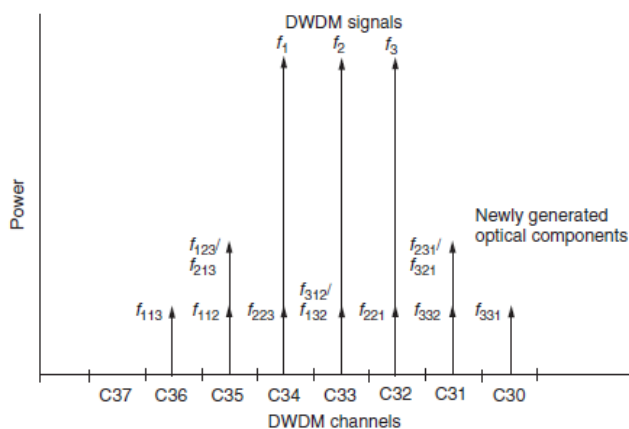 DWDM signals
f1 f2 f3
Power
Newly generated
optical components
f123/
f213
f231/
f321
f312/
f113 f112 f223 f132 f221 f332 f331
C37 C36 C35 C34 C33 C32 C31 C30
DWDM channels